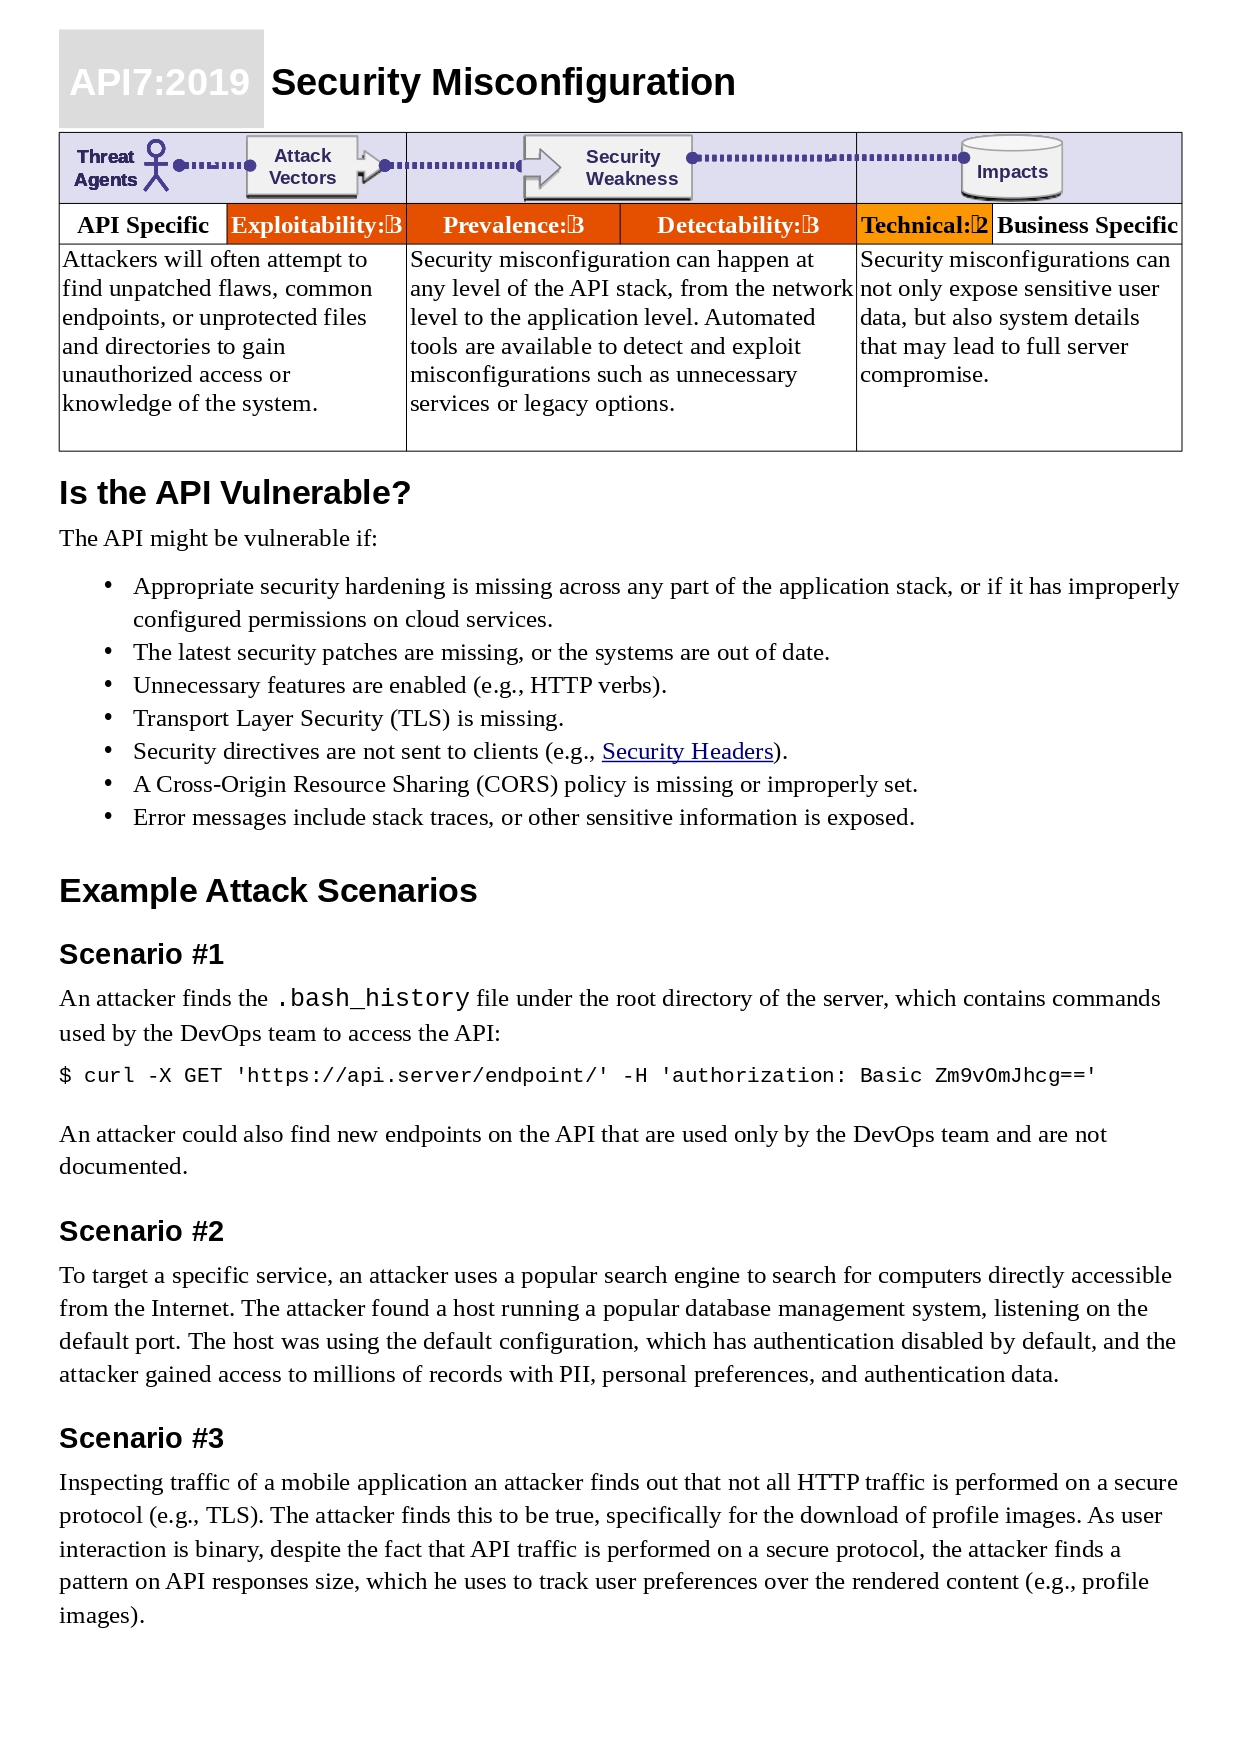 API7:2019 Security Misconfiguration
Threat Agents
Attack Vectors
Security Weakness
Impacts
API Specific Exploitability: 3 Prevalence: 3 Detectability: 3 Technical: 2 Business Specific
Attackers will often attempt to
find unpatched flaws, common
endpoints, or unprotected files
and directories to gain
unauthorized access or
knowledge of the system.
Security misconfiguration can happen at
any level of the API stack, from the network
level to the application level. Automated
tools are available to detect and exploit
misconfigurations such as unnecessary
services or legacy options.
Security misconfigurations can
not only expose sensitive user
data, but also system details
that may lead to full server
compromise.
Is the API Vulnerable?
The API might be vulnerable if:
• Appropriate security hardening is missing across any part of the application stack, or if it has improperly
configured permissions on cloud services.
• The latest security patches are missing, or the systems are out of date.
• Unnecessary features are enabled (e.g., HTTP verbs).
• Transport Layer Security (TLS) is missing.
• Security directives are not sent to clients (e.g., Security Headers).
• A Cross-Origin Resource Sharing (CORS) policy is missing or improperly set.
• Error messages include stack traces, or other sensitive information is exposed.
Example Attack Scenarios
Scenario #1
An attacker finds the .bash_history file under the root directory of the server, which contains commands
used by the DevOps team to access the API:
$ curl -X GET 'https://api.server/endpoint/' -H 'authorization: Basic Zm9vOmJhcg=='
An attacker could also find new endpoints on the API that are used only by the DevOps team and are not
documented.
Scenario #2
To target a specific service, an attacker uses a popular search engine to search for computers directly accessible
from the Internet. The attacker found a host running a popular database management system, listening on the
default port. The host was using the default configuration, which has authentication disabled by default, and the
attacker gained access to millions of records with PII, personal preferences, and authentication data.
Scenario #3
Inspecting traffic of a mobile application an attacker finds out that not all HTTP traffic is performed on a secure
protocol (e.g., TLS). The attacker finds this to be true, specifically for the download of profile images. As user
interaction is binary, despite the fact that API traffic is performed on a secure protocol, the attacker finds a
pattern on API responses size, which he uses to track user preferences over the rendered content (e.g., profile
images).